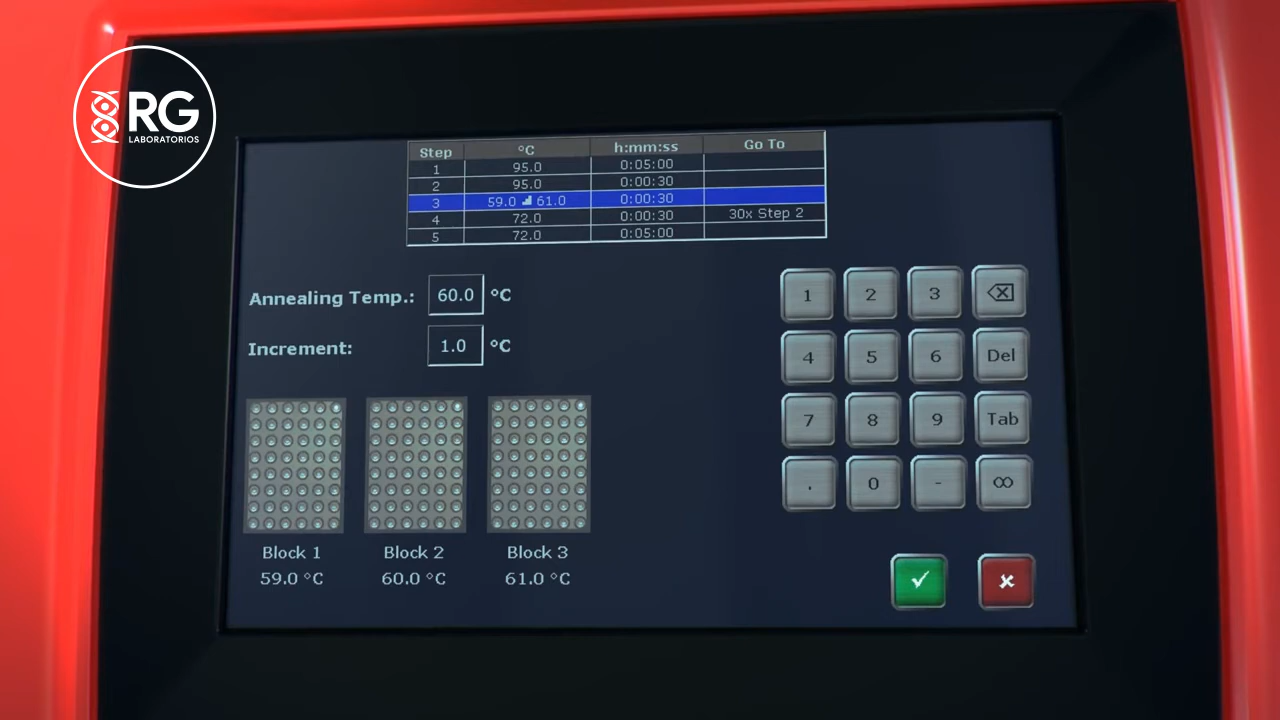 RG
LABORATORIOS
Step °C h:mm:ss Go To
1 95.0 0:05:00
2 95.0 0:00:30
3 59.0 61.0 0:00:30
4 72.0 0:00:30 30x Step 2
5 72.0 0:05:00
Annealing Temp.: 60.0 °C
Increment: 1.0 °C
1 2 3
4 5 6 Del
7 8 9 Tab
. 0 - ∞
Block 1 Block 2 Block 3
59.0 °C 60.0 °C 61.0 °C